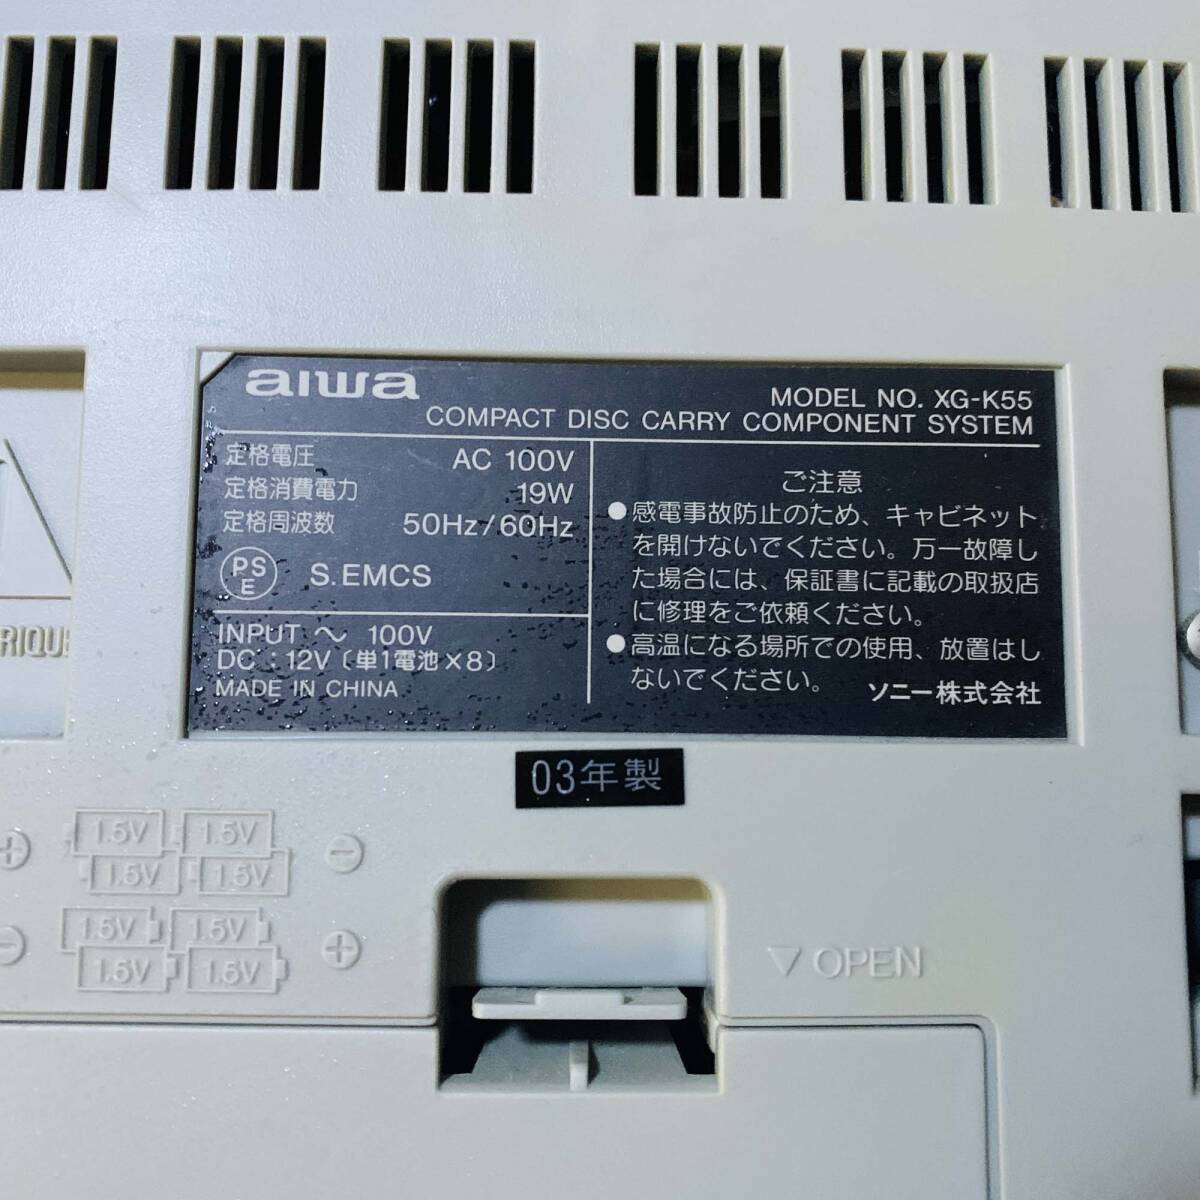 aiwa
MODEL NO. XG-K55
COMPACT DISC CARRY COMPONENT SYSTEM
定格電圧 AC 100V
定格消費電力 19W
定格周波数 50Hz/60Hz
PS
E
S.EMCS
INPUT ～ 100V
DC : 12V (単1電池×8)
MADE IN CHINA
ご注意
●感電事故防止のため、キャビネット
を開けないでください。万一故障し
た場合には、保証書に記載の取扱店
に修理をご依頼ください。
●高温になる場所での使用、放置はし
ないでください。
ソニー株式会社
03年製
⊕ 1.5V 1.5V ⊖
1.5V 1.5V
⊖ 1.5V 1.5V ⊕
1.5V 1.5V
▽ OPEN